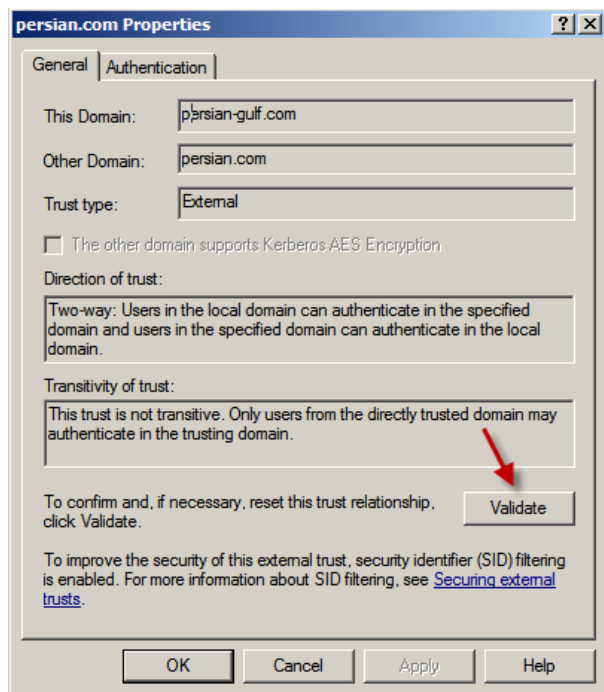 persian.com Properties
General
Authentication
This Domain:
persian-gulf.com
Other Domain:
persian.com
Trust type:
External
The other domain supports Kerberos AES Encryption
Direction of trust:
Two-way: Users in the local domain can authenticate in the specified
domain and users in the specified domain can authenticate in the local
domain.
Transitivity of trust:
This trust is not transitive. Only users from the directly trusted domain may
authenticate in the trusting domain.
To confirm and, if necessary, reset this trust relationship,
click Validate.
Validate
To improve the security of this external trust, security identifier (SID) filtering
is enabled. For more information about SID filtering, see Securing external
trusts.
OK
Cancel
Apply
Help